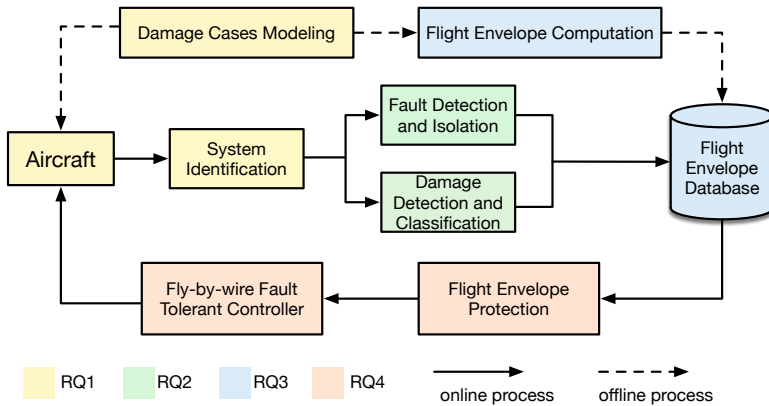 Damage Cases Modeling
Flight Envelope Computation
Aircraft
System
Identification
Fault Detection
and Isolation
Damage
Detection and
Classification
Flight
Envelope
Database
Fly-by-wire Fault
Tolerant Controller
Flight Envelope
Protection
RQ1
RQ2
RQ3
RQ4
online process
offline process